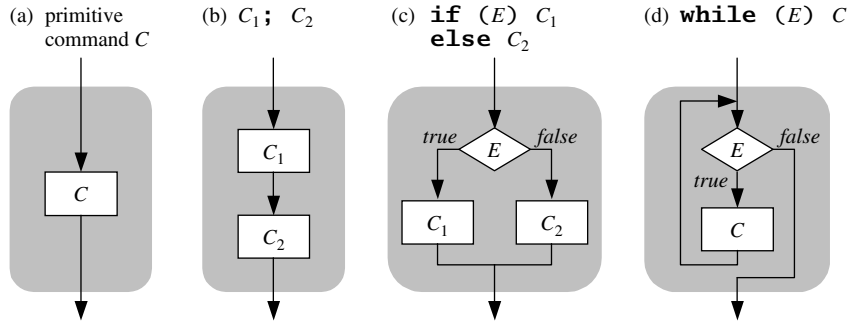 (a) primitive
command C
(b) C1; C2
(c) if (E) C1
else C2
(d) while (E) C
C
C1
C2
true
E
false
C1
C2
E
false
true
C